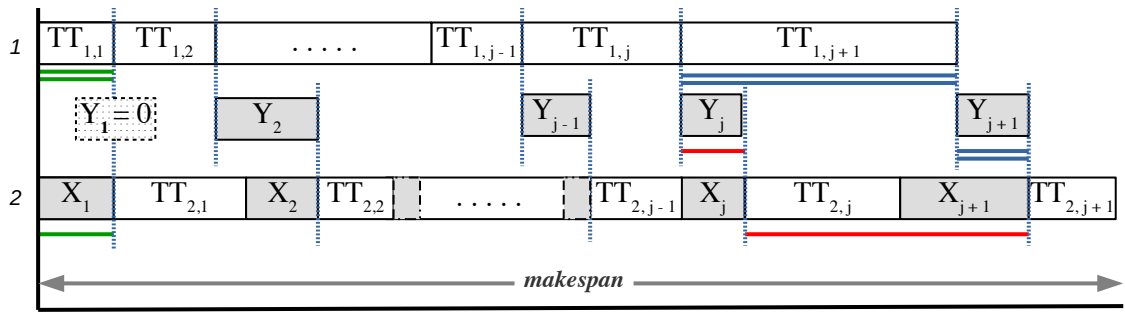 1 TT1,1 TT1,2 . . . . . TT1, j - 1 TT1, j TT1, j + 1
Y1 = 0 Y2 Yj - 1 Yj Yj + 1
2 X1 TT2,1 X2 TT2,2 . . . . . TT2, j - 1 Xj TT2, j Xj + 1 TT2, j + 1
makespan